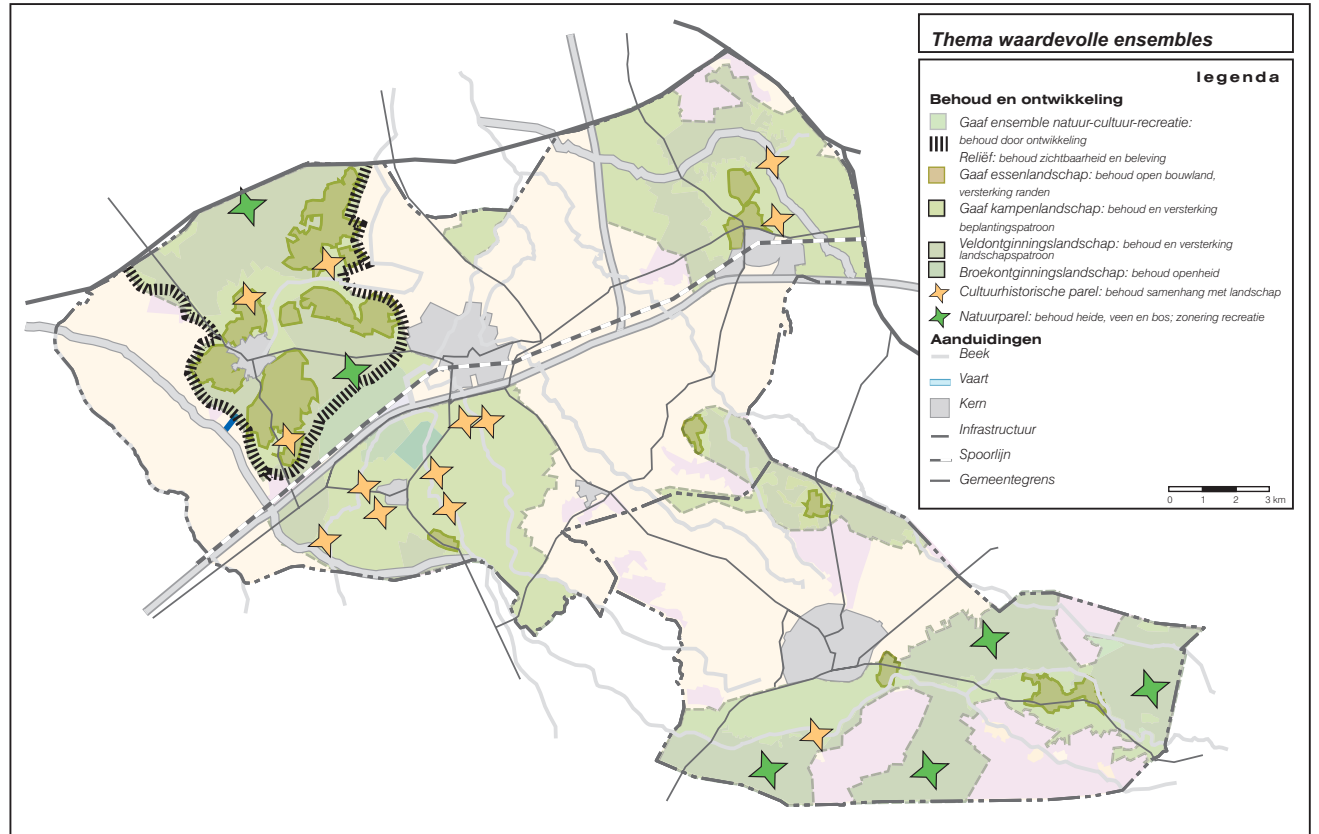 Thema waardevolle ensembles
legenda
Behoud en ontwikkeling
Gaaf ensemble natuur-cultuur-recreatie:
behoud door ontwikkeling
Reliëf: behoud zichtbaarheid en beleving
Gaaf essenlandschap: behoud open bouwland,
versterking randen
Gaaf kampenlandschap: behoud en versterking
beplantingspatroon
Veldontginningslandschap: behoud en versterking
landschapspatroon
Broekontginningslandschap: behoud openheid
Cultuurhistorische parel: behoud samenhang met landschap
Natuurparel: behoud heide, veen en bos; zonering recreatie
Aanduidingen
Beek
Vaart
Kern
Infrastructuur
Spoorlijn
Gemeentegrens
0 1 2 3 km